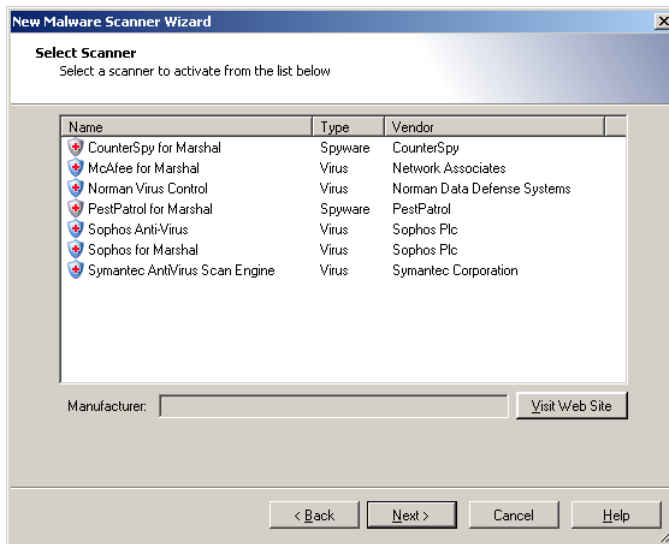 New Malware Scanner Wizard
Select Scanner
Select a scanner to activate from the list below
Name Type Vendor
CounterSpy for Marshal Spyware CounterSpy
McAfee for Marshal Virus Network Associates
Norman Virus Control Virus Norman Data Defense Systems
PestPatrol for Marshal Spyware PestPatrol
Sophos Anti-Virus Virus Sophos Plc
Sophos for Marshal Virus Sophos Plc
Symantec AntiVirus Scan Engine Virus Symantec Corporation
Manufacturer: Visit Web Site
< Back Next > Cancel Help